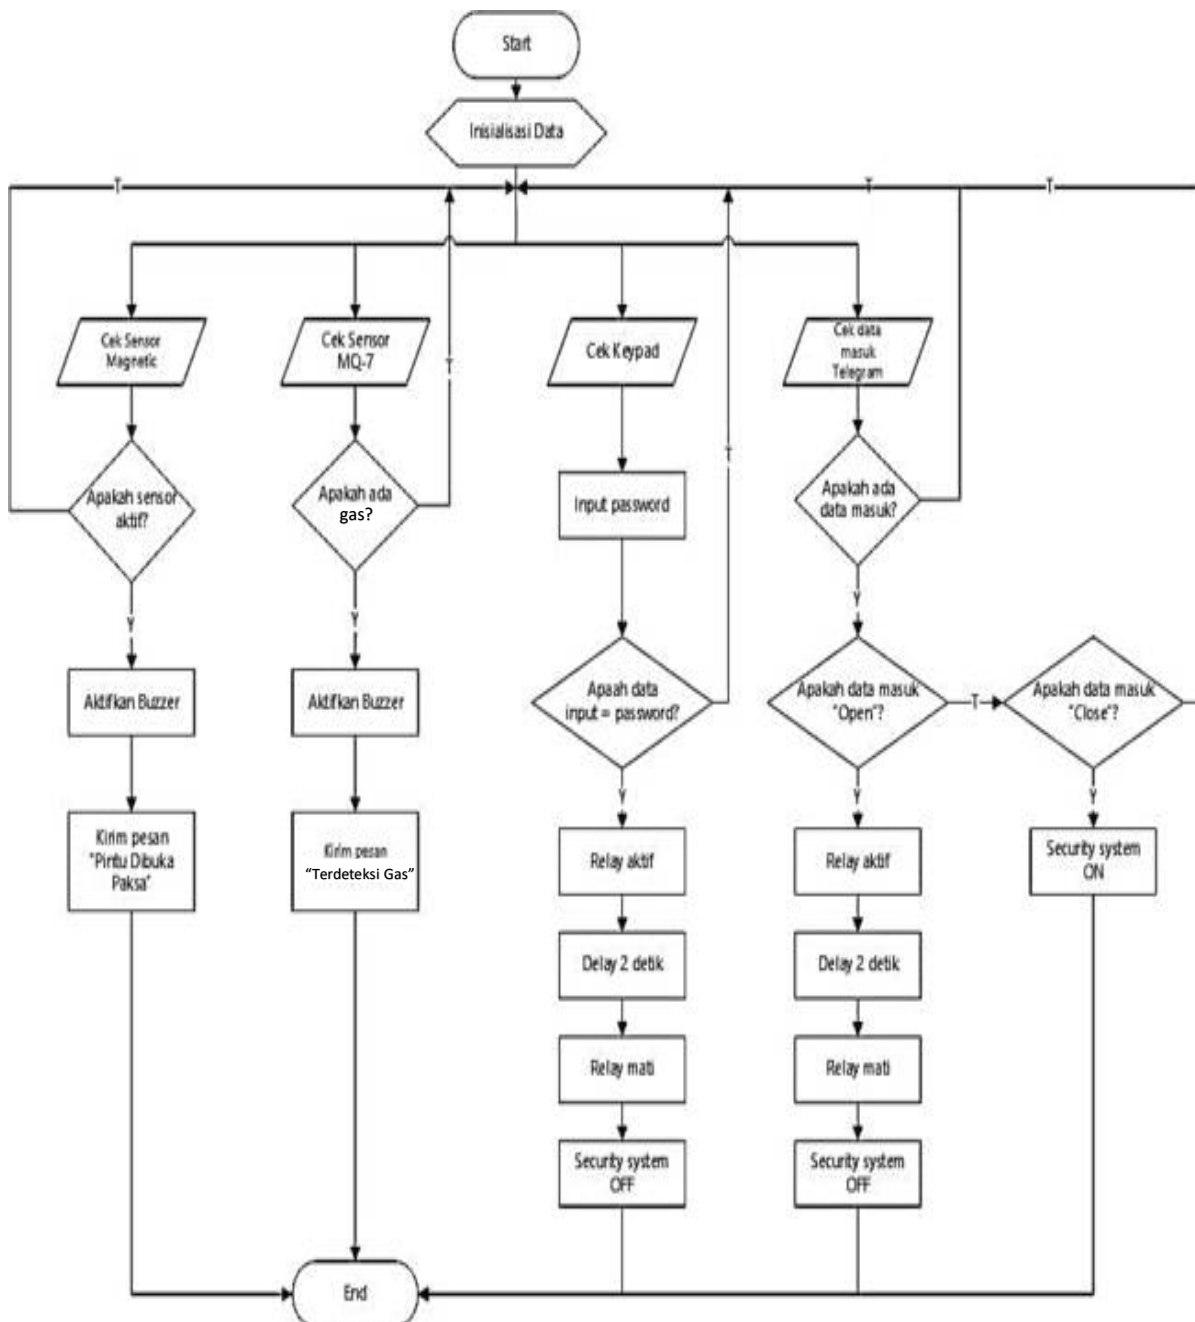 Start
Inisialisasi Data
T
T
T
Cek Sensor
Magnetic
Cek Sensor
MQ-7
Cek Keypad
Cek data
masuk
Telegram
T
T
Apakah sensor
aktif?
Apakah ada
gas?
Input password
Apakah ada
data masuk?
Y
Y
Y
Aktifkan Buzzer
Aktifkan Buzzer
Apaah data
input = password?
Apakah data masuk
"Open"?
T
Apakah data masuk
"Close"?
Y
Y
Y
Kirim pesan
"Pintu Dibuka
Paksa"
Kirim pesan
"Terdeteksi Gas"
Relay aktif
Relay aktif
Security system
ON
Delay 2 detik
Delay 2 detik
Relay mati
Relay mati
Security system
OFF
Security system
OFF
End